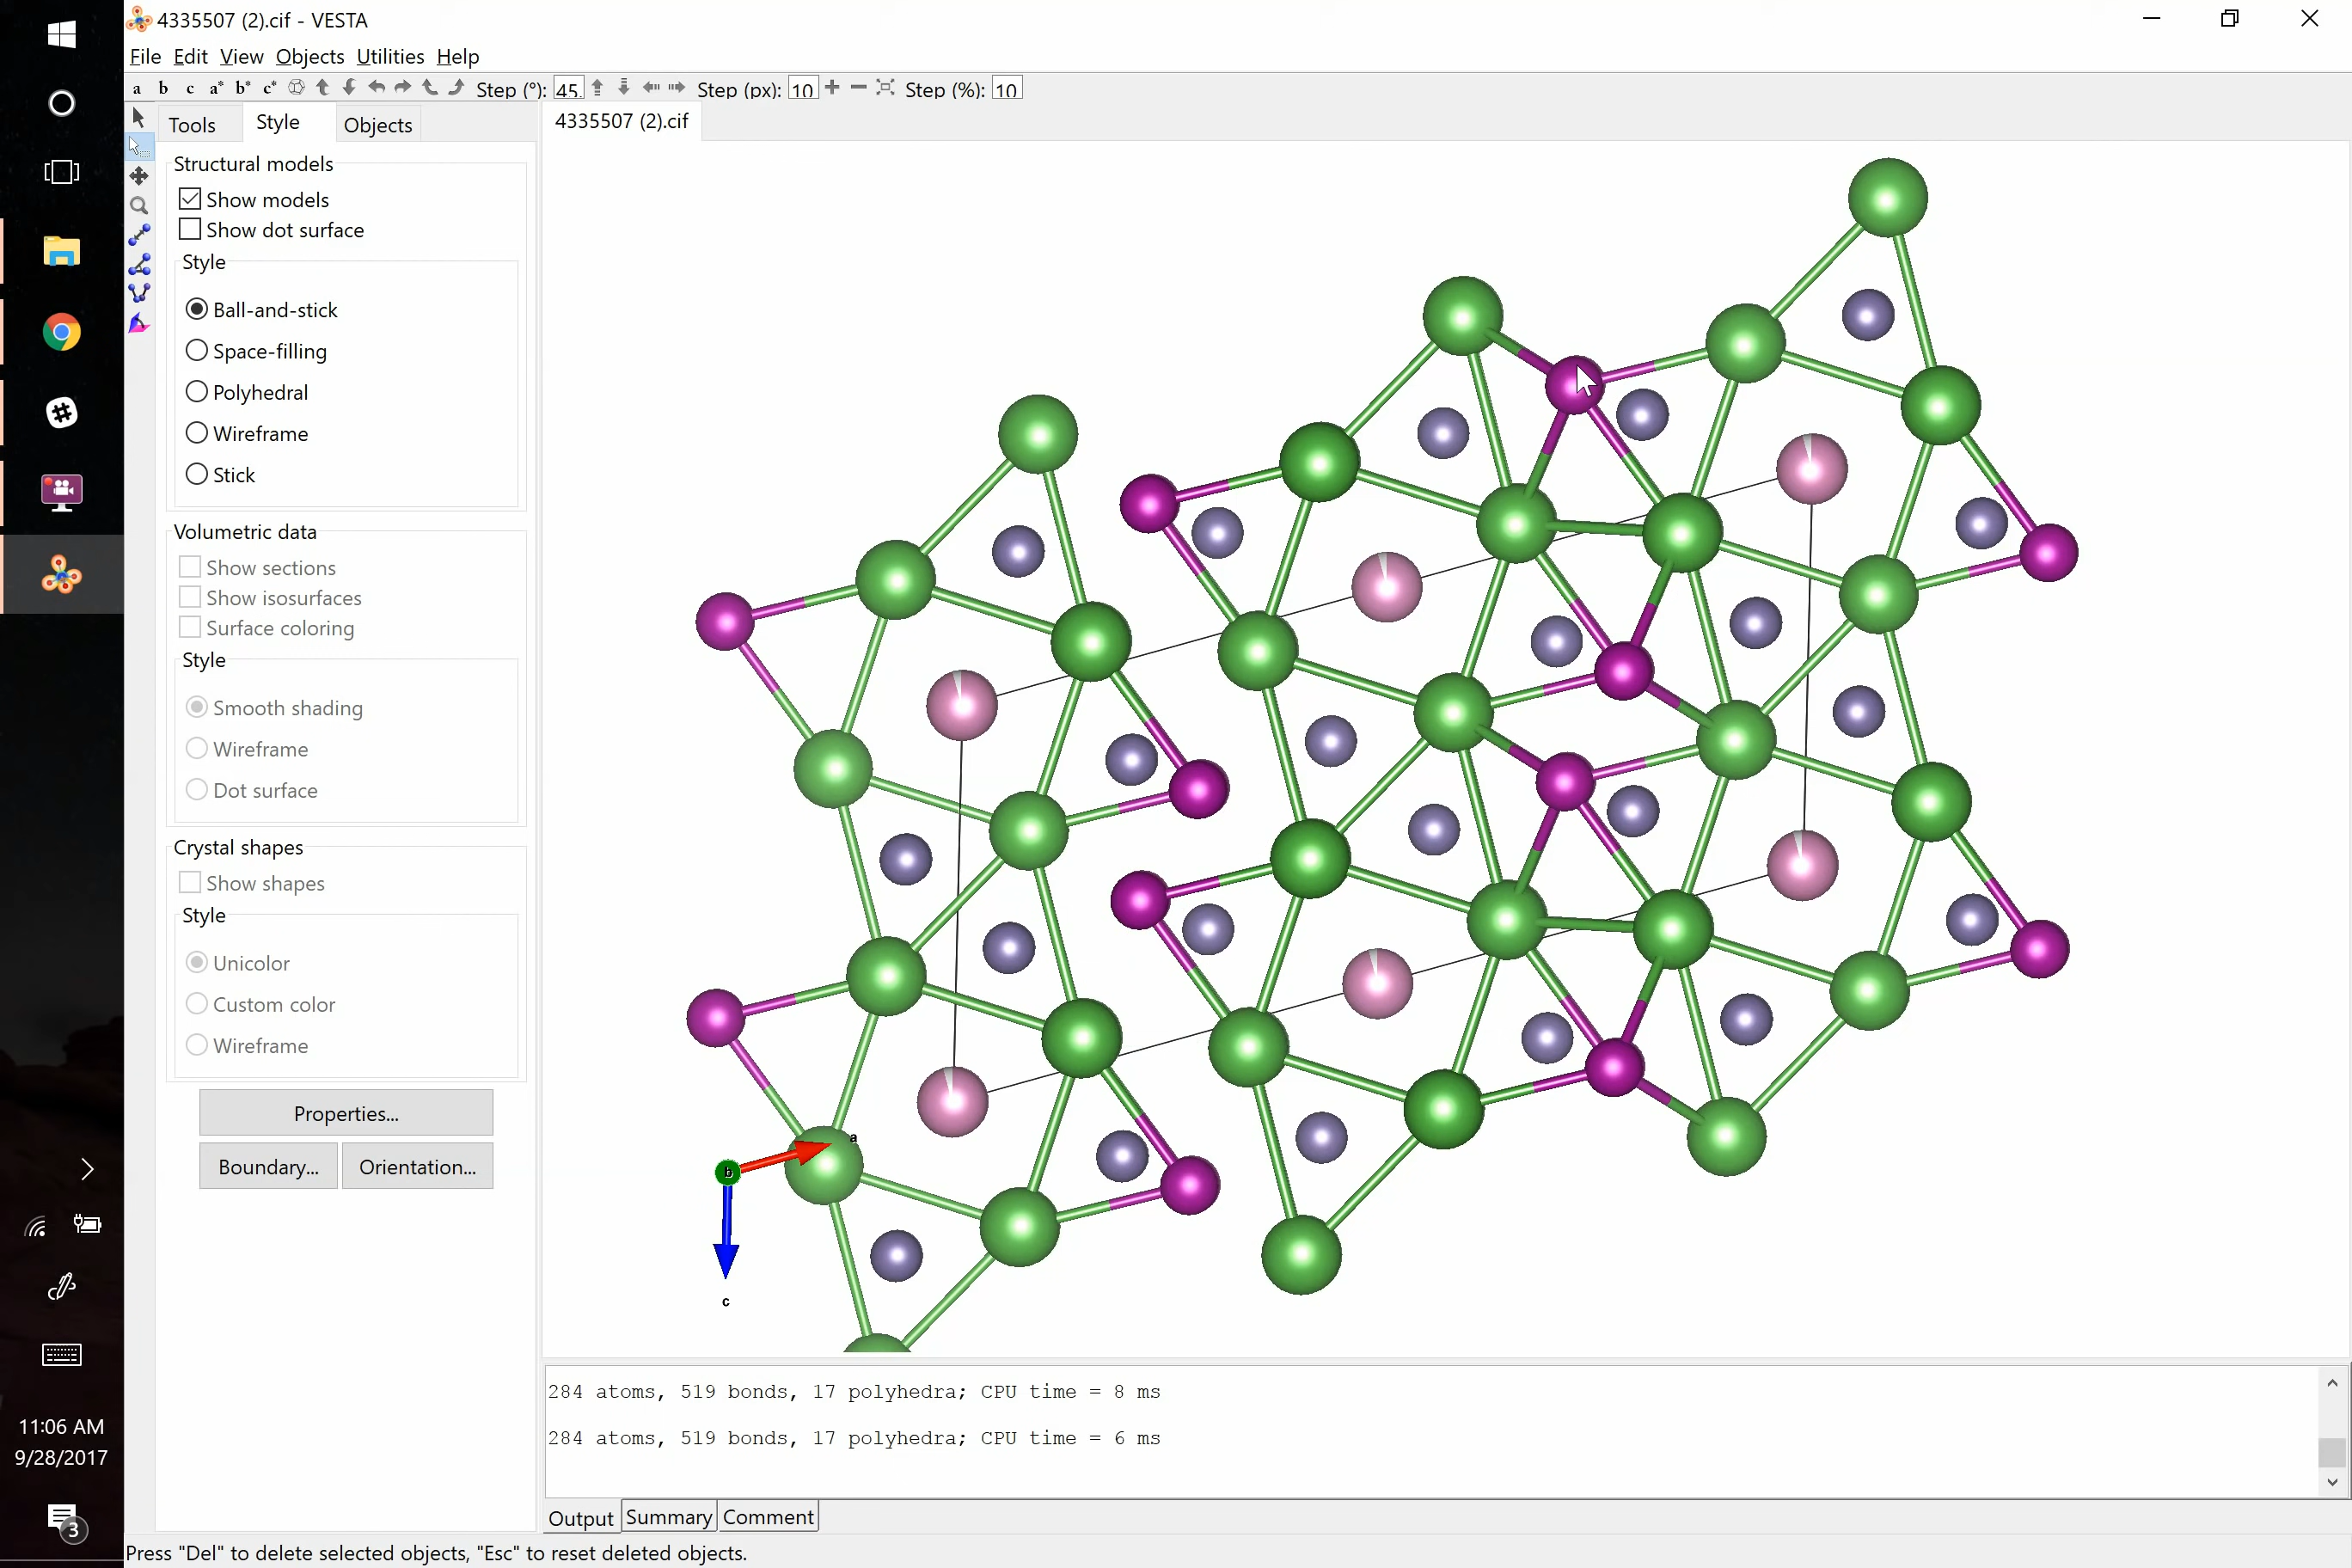 4335507 (2).cif - VESTA
File Edit View Objects Utilities Help
a b c a* b* c* Step (°): 45. Step (px): 10 Step (%): 10
Tools Style Objects
4335507 (2).cif
Structural models
Show models
Show dot surface
Style
Ball-and-stick
Space-filling
Polyhedral
Wireframe
Stick
Volumetric data
Show sections
Show isosurfaces
Surface coloring
Style
Smooth shading
Wireframe
Dot surface
Crystal shapes
Show shapes
Style
Unicolor
Custom color
Wireframe
Properties...
Boundary... Orientation...
a
b
c
284 atoms, 519 bonds, 17 polyhedra; CPU time = 8 ms
284 atoms, 519 bonds, 17 polyhedra; CPU time = 6 ms
Output Summary Comment
Press "Del" to delete selected objects, "Esc" to reset deleted objects.
11:06 AM
9/28/2017
3